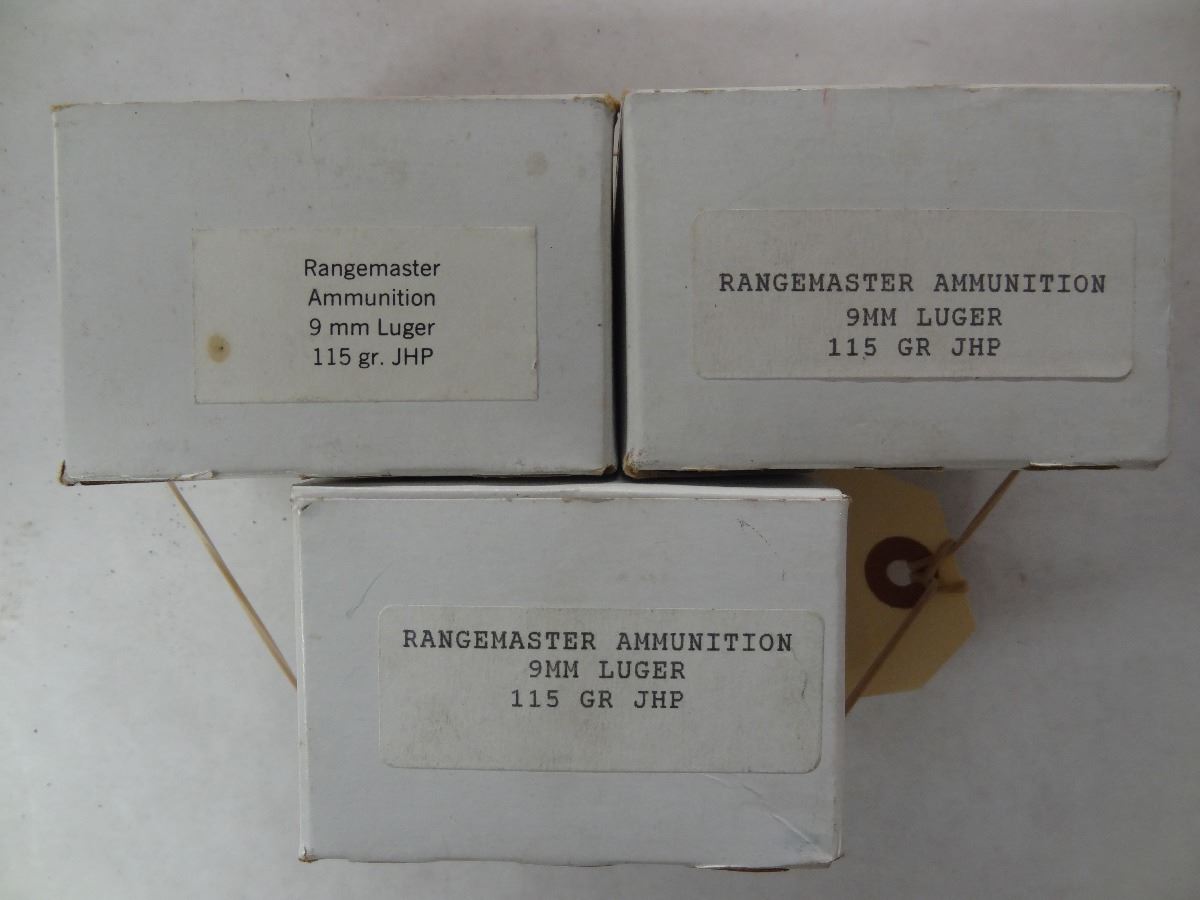 Rangemaster
Ammunition
9 mm Luger
115 gr. JHP
RANGEMASTER AMMUNITION
9MM LUGER
115 GR JHP
RANGEMASTER AMMUNITION
9MM LUGER
115 GR JHP